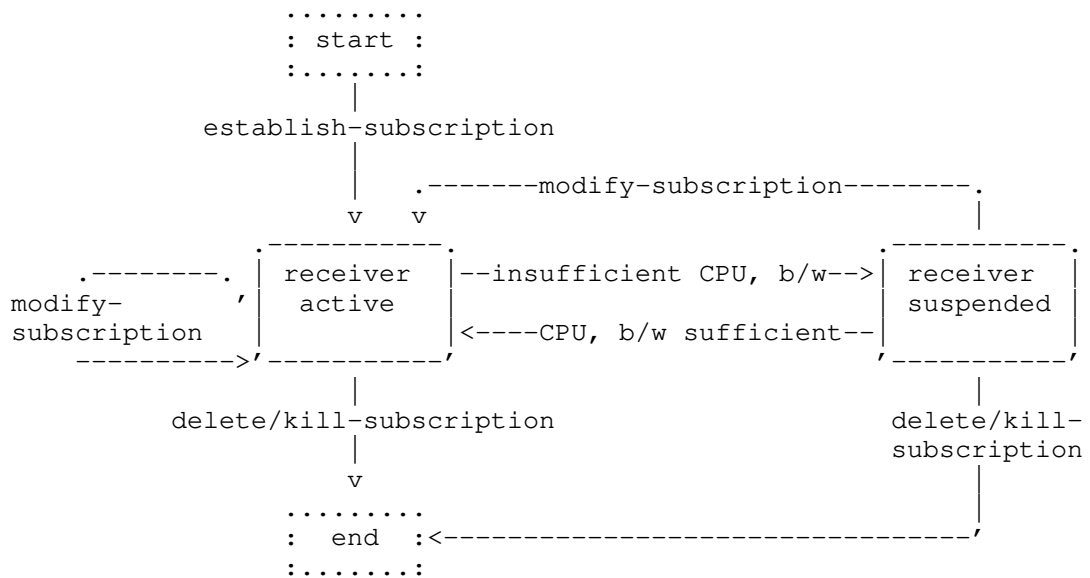 start
establish-subscription
modify-subscription
receiver --insufficient CPU, b/w--> receiver
modify- active suspended
subscription <----CPU, b/w sufficient--
delete/kill-subscription delete/kill-
subscription
end